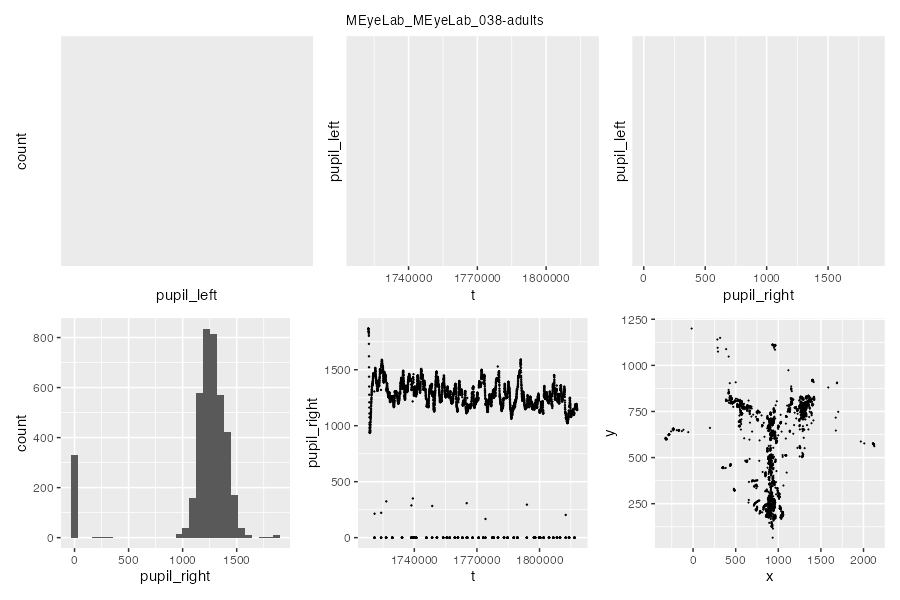 MEyeLab_MEyeLab_038-adults
count
pupil_left
pupil_left
1740000 1770000 1800000
t
pupil_left
0 500 1000 1500
pupil_right
count
800
600
400
200
0
0 500 1000 1500
pupil_right
pupil_right
1500
1000
500
0
1740000 1770000 1800000
t
y
1250
1000
750
500
250
0 500 1000 1500 2000
x